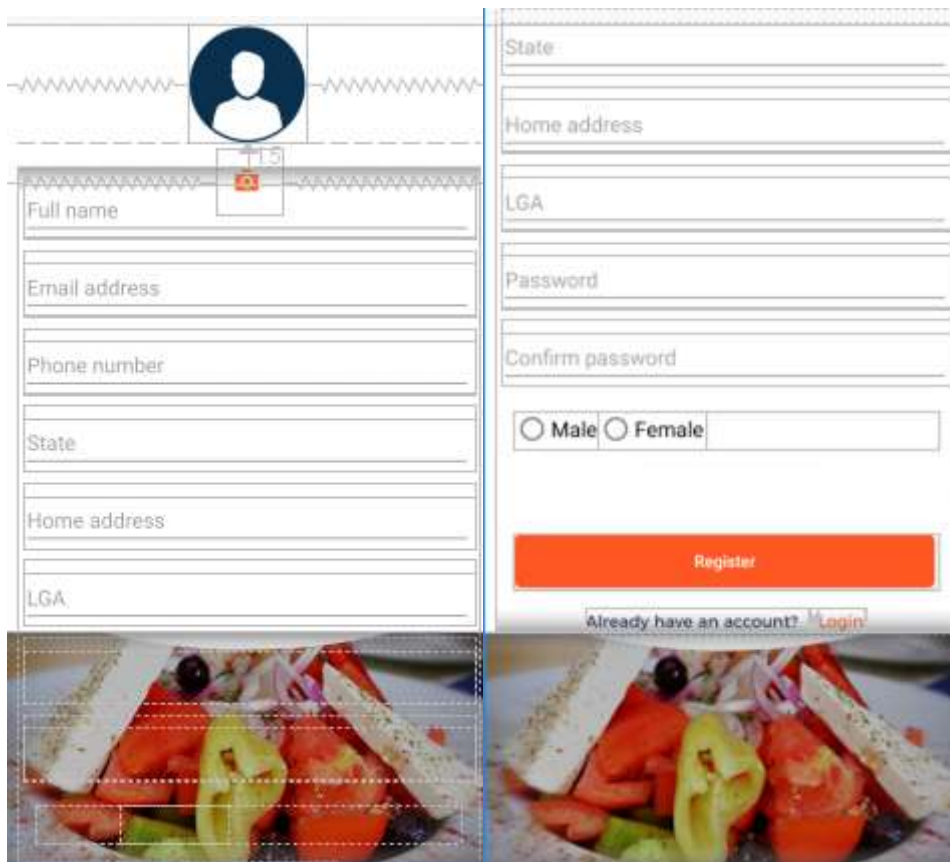 15
Full name
Email address
Phone number
State
Home address
LGA
State
Home address
LGA
Password
Confirm password
Male Female
Register
Already have an account? Login